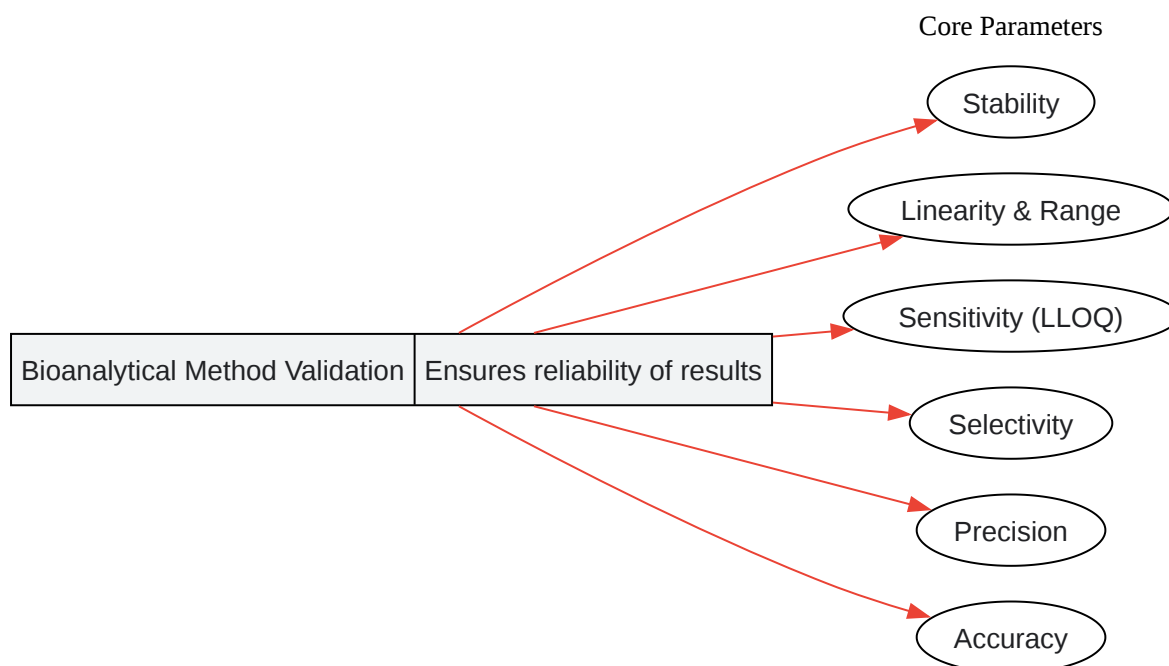 Core Parameters
Stability
Linearity & Range
Sensitivity (LLOQ)
Bioanalytical Method Validation
Ensures reliability of results
Selectivity
Precision
Accuracy